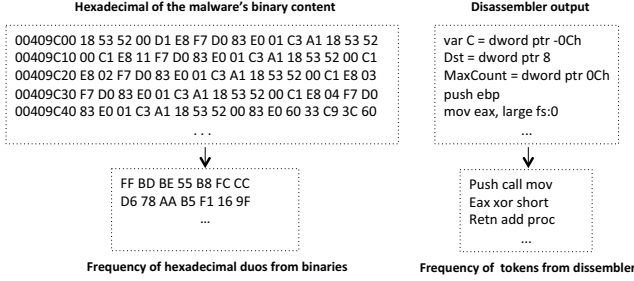 Hexadecimal of the malware's binary content
00409C00 18 53 52 00 D1 E8 F7 D0 83 E0 01 C3 A1 18 53 52
00409C10 00 C1 E8 11 F7 D0 83 E0 01 C3 A1 18 53 52 00 C1
00409C20 E8 02 F7 D0 83 E0 01 C3 A1 18 53 52 00 C1 E8 03
00409C30 F7 D0 83 E0 01 C3 A1 18 53 52 00 C1 E8 04 F7 D0
00409C40 83 E0 01 C3 A1 18 53 52 00 83 E0 60 33 C9 3C 60
...
FF BD BE 55 B8 FC CC
D6 78 AA B5 F1 16 9F
...
Frequency of hexadecimal duos from binaries
Disassembler output
var C = dword ptr -0Ch
Dst = dword ptr 8
MaxCount = dword ptr 0Ch
push ebp
mov eax, large fs:0
...
Push call mov
Eax xor short
Retn add proc
...
Frequency of tokens from dissembler